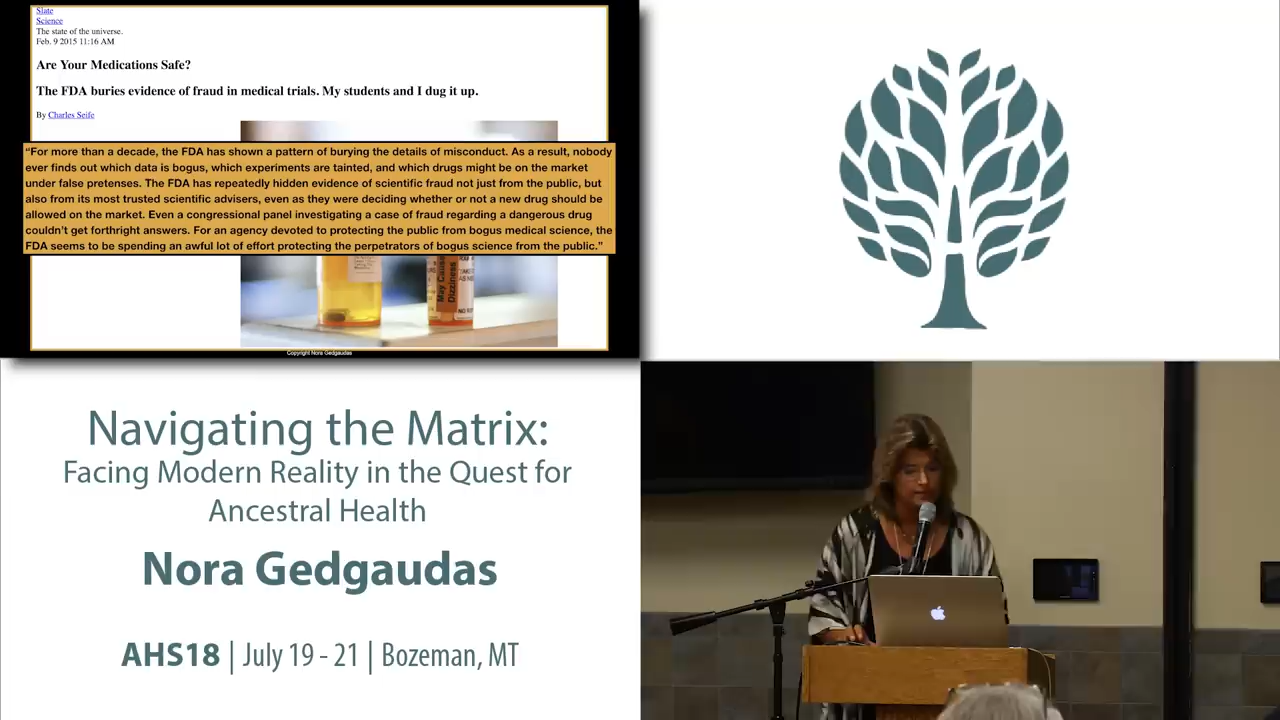 Slate
Science
The state of the universe.
Feb. 9 2015 11:16 AM
Are Your Medications Safe?
The FDA buries evidence of fraud in medical trials. My students and I dug it up.
By Charles Seife
“For more than a decade, the FDA has shown a pattern of burying the details of misconduct. As a result, nobody
ever finds out which data is bogus, which experiments are tainted, and which drugs might be on the market
under false pretenses. The FDA has repeatedly hidden evidence of scientific fraud not just from the public, but
also from its most trusted scientific advisers, even as they were deciding whether or not a new drug should be
allowed on the market. Even a congressional panel investigating a case of fraud regarding a dangerous drug
couldn’t get forthright answers. For an agency devoted to protecting the public from bogus medical science, the
FDA seems to be spending an awful lot of effort protecting the perpetrators of bogus science from the public.”
May Cause
Dizziness
Copyright Nora Gedgaudas
Navigating the Matrix:
Facing Modern Reality in the Quest for
Ancestral Health
Nora Gedgaudas
AHS18 | July 19 - 21 | Bozeman, MT